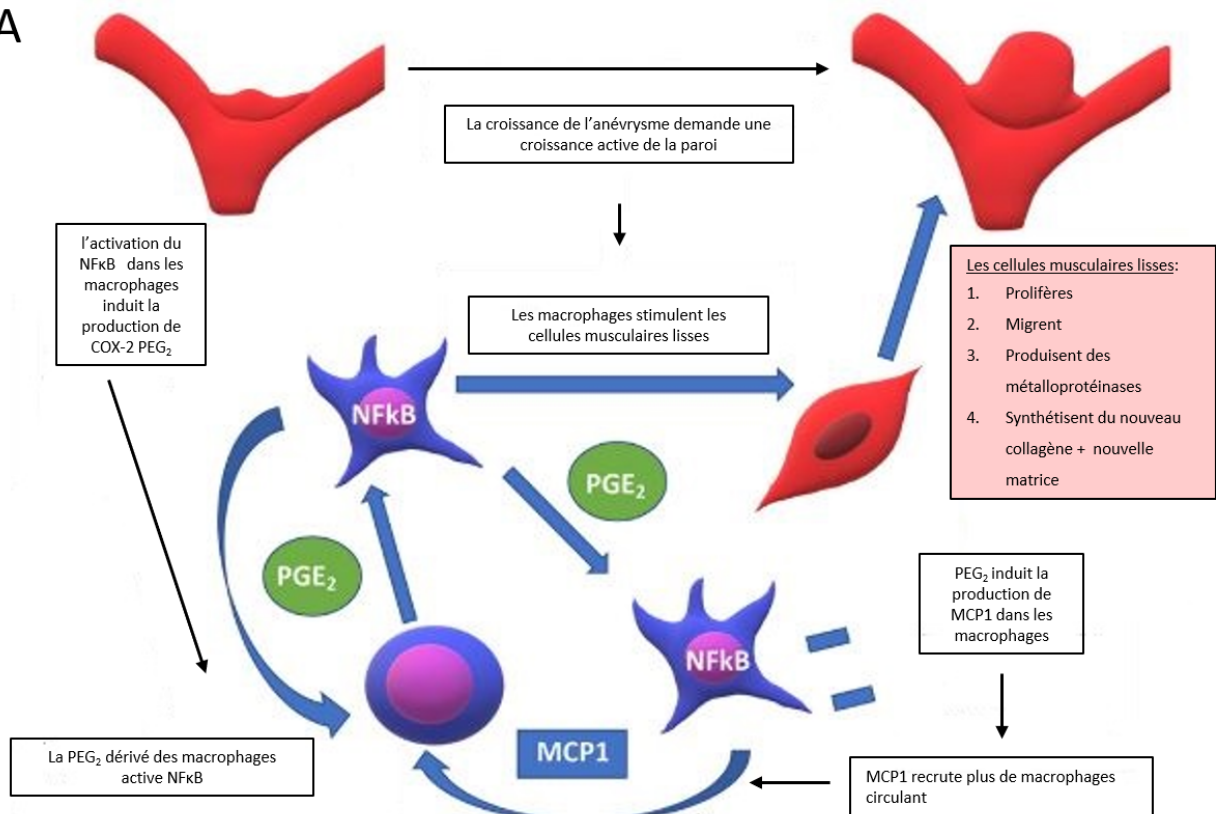 A
La croissance de l'anévrysme demande une
croissance active de la paroi
l'activation du
NFκB dans les
macrophages
induit la
production de
COX-2 PEG₂
Les macrophages stimulent les
cellules musculaires lisses
Les cellules musculaires lisses:
1. Prolifères
2. Migrent
3. Produisent des
métalloprotéinases
4. Synthétisent du nouveau
collagène + nouvelle
matrice
NFkB
PGE₂
PGE₂
PEG₂ induit la
production de
MCP1 dans les
macrophages
NFkB
La PEG₂ dérivé des macrophages
active NFκB
MCP1
MCP1 recrute plus de macrophages
circulant